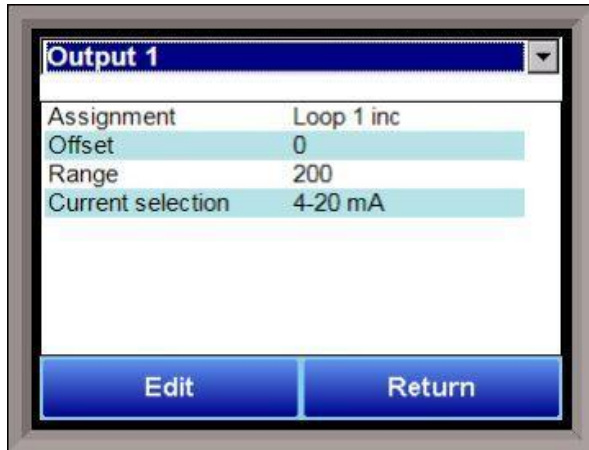 Output 1
Assignment Loop 1 inc
Offset 0
Range 200
Current selection 4-20 mA
Edit Return